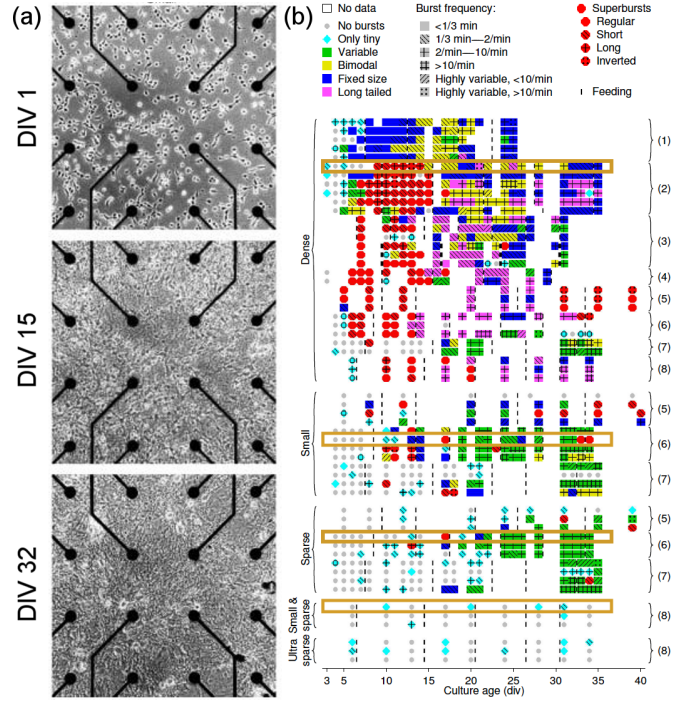 (a)
DIV 1
DIV 15
DIV 32
(b)
No data
No bursts
Only tiny
Variable
Bimodal
Fixed size
Long tailed
Burst frequency:
<1/3 min
1/3 min—2/min
2/min—10/min
>10/min
Highly variable, <10/min
Highly variable, >10/min
Superbursts
Regular
Short
Long
Inverted
Feeding
Dense
(1)
(2)
(3)
(4)
(5)
(6)
(7)
(8)
Small
(5)
(6)
(7)
Sparse
(5)
(6)
(7)
Small &
sparse
(8)
Ultra
sparse
(8)
3 5 10 15 20 25 30 35 40
Culture age (div)